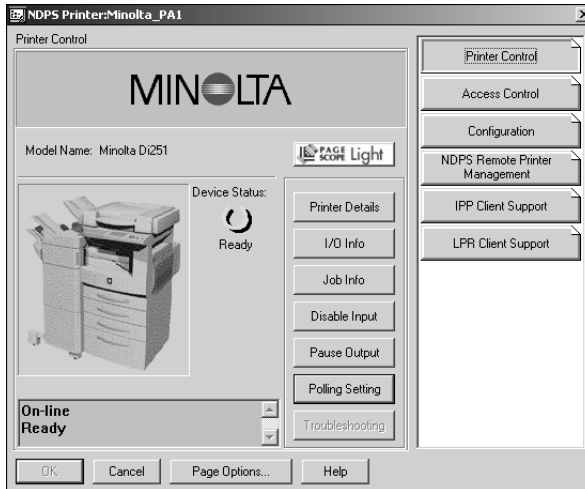 NDPS Printer:Minolta_PA1
Printer Control
MINOLTA
Model Name: Minolta Di251
PAGE SCOPE Light
Device Status:
Ready
Printer Details
I/O Info
Job Info
Disable Input
Pause Output
Polling Setting
Troubleshooting
On-line
Ready
OK
Cancel
Page Options...
Help
Printer Control
Access Control
Configuration
NDPS Remote Printer
Management
IPP Client Support
LPR Client Support